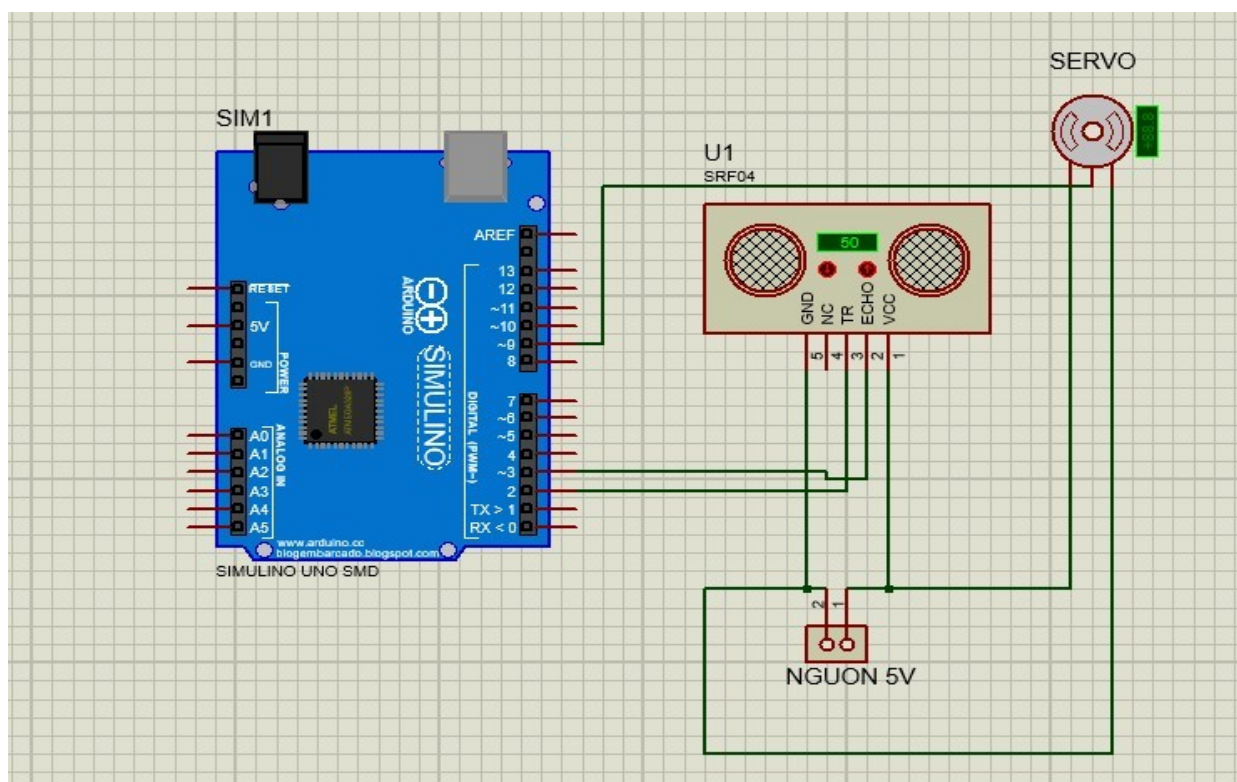 SERVO
+88.8
SIM1
U1
SRF04
50
GND
NC
TR
ECHO
VCC
5
4
3
2
1
AREF
13
12
~11
~10
~9
8
RESET
5V
GND
POWER
ARDUINO
SIMULINO
DIGITAL (PWM~)
7
~6
~5
4
~3
2
TX > 1
RX < 0
ANALOG IN
A0
A1
A2
A3
A4
A5
ATMEL
www.arduino.cc
blogembarcado.blogspot.com
SIMULINO UNO SMD
2
1
NGUON 5V